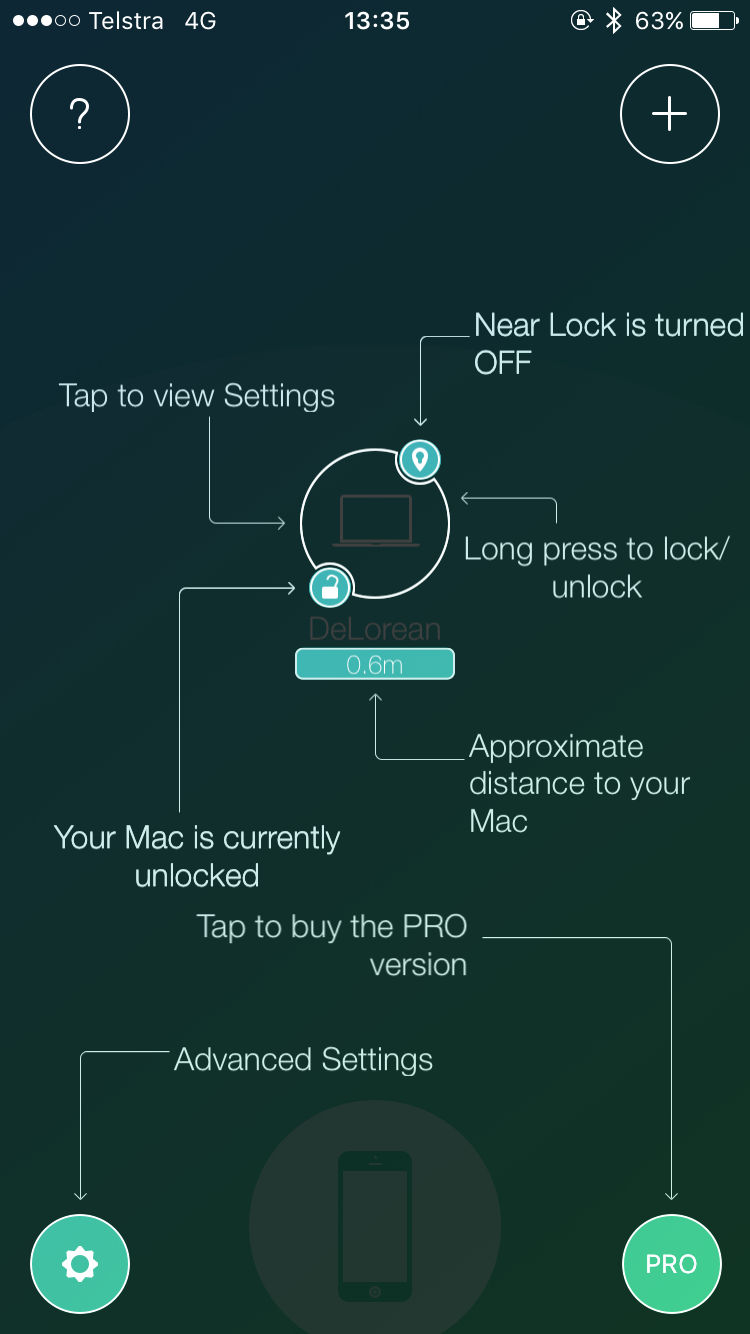 Telstra 4G 13:35 63%
?
+
Near Lock is turned
OFF
Tap to view Settings
Long press to lock/
unlock
DeLorean
0.6m
Approximate
distance to your
Mac
Your Mac is currently
unlocked
Tap to buy the PRO
version
Advanced Settings
PRO